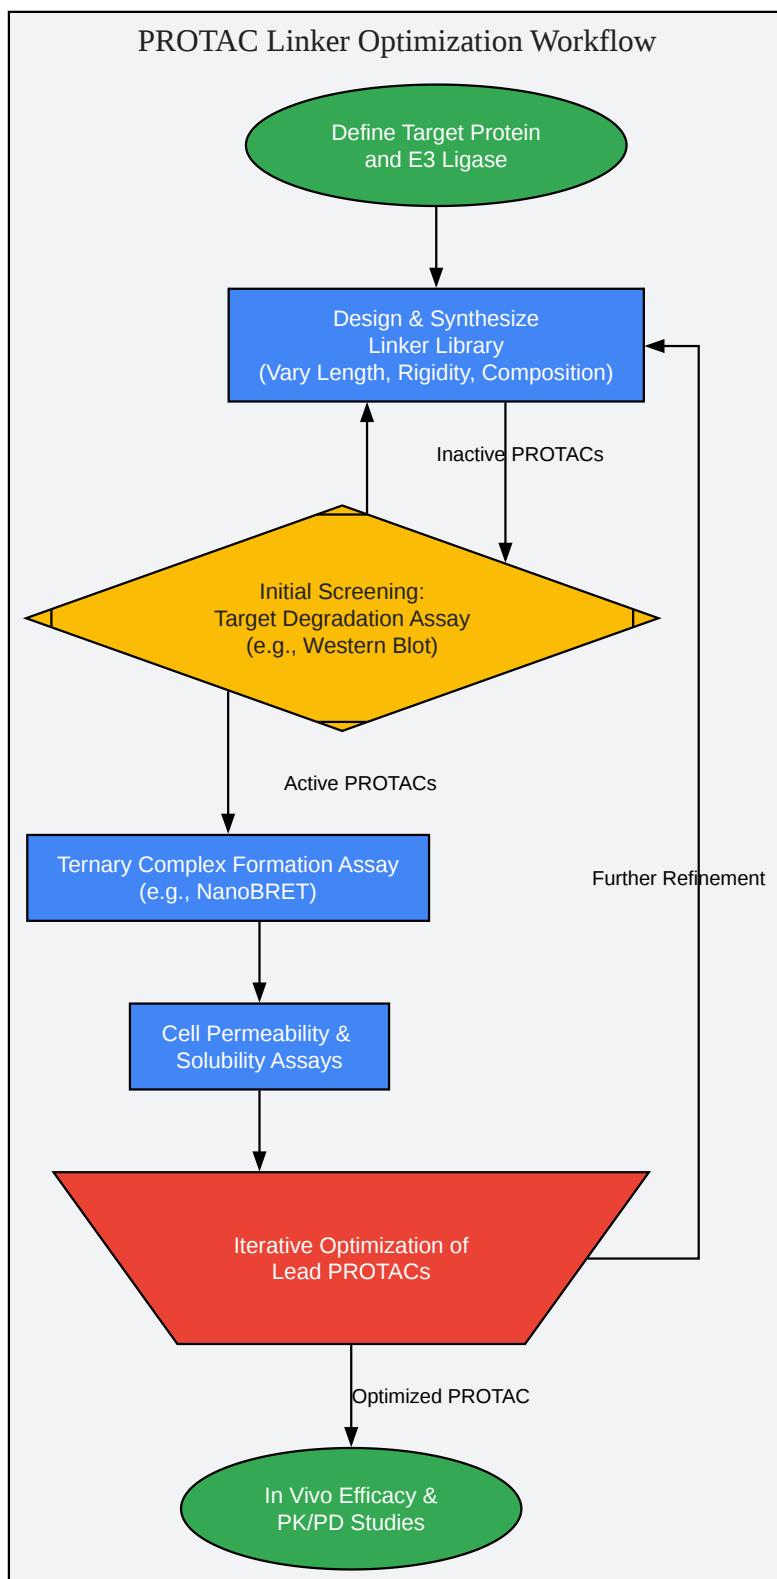 PROTAC Linker Optimization Workflow
Define Target Protein
and E3 Ligase
Design & Synthesize
Linker Library
(Vary Length, Rigidity, Composition)
Inactive PROTACs
Initial Screening:
Target Degradation Assay
(e.g., Western Blot)
Active PROTACs
Ternary Complex Formation Assay
(e.g., NanoBRET)
Further Refinement
Cell Permeability &
Solubility Assays
Iterative Optimization of
Lead PROTACs
Optimized PROTAC
In Vivo Efficacy &
PK/PD Studies